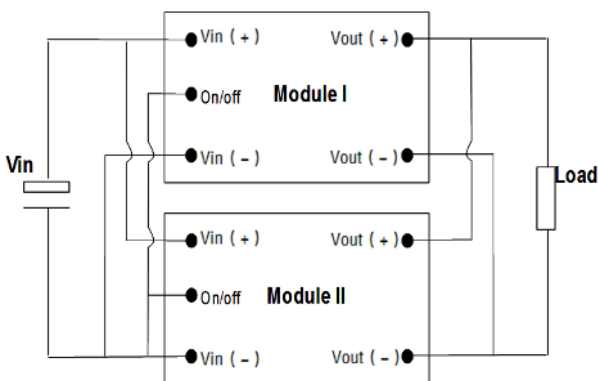 Vin ( + ) Vout ( + )
On/off Module I
Vin ( − ) Vout ( − )
Vin
Load
Vin ( + ) Vout ( + )
On/off Module II
Vin ( − ) Vout ( − )